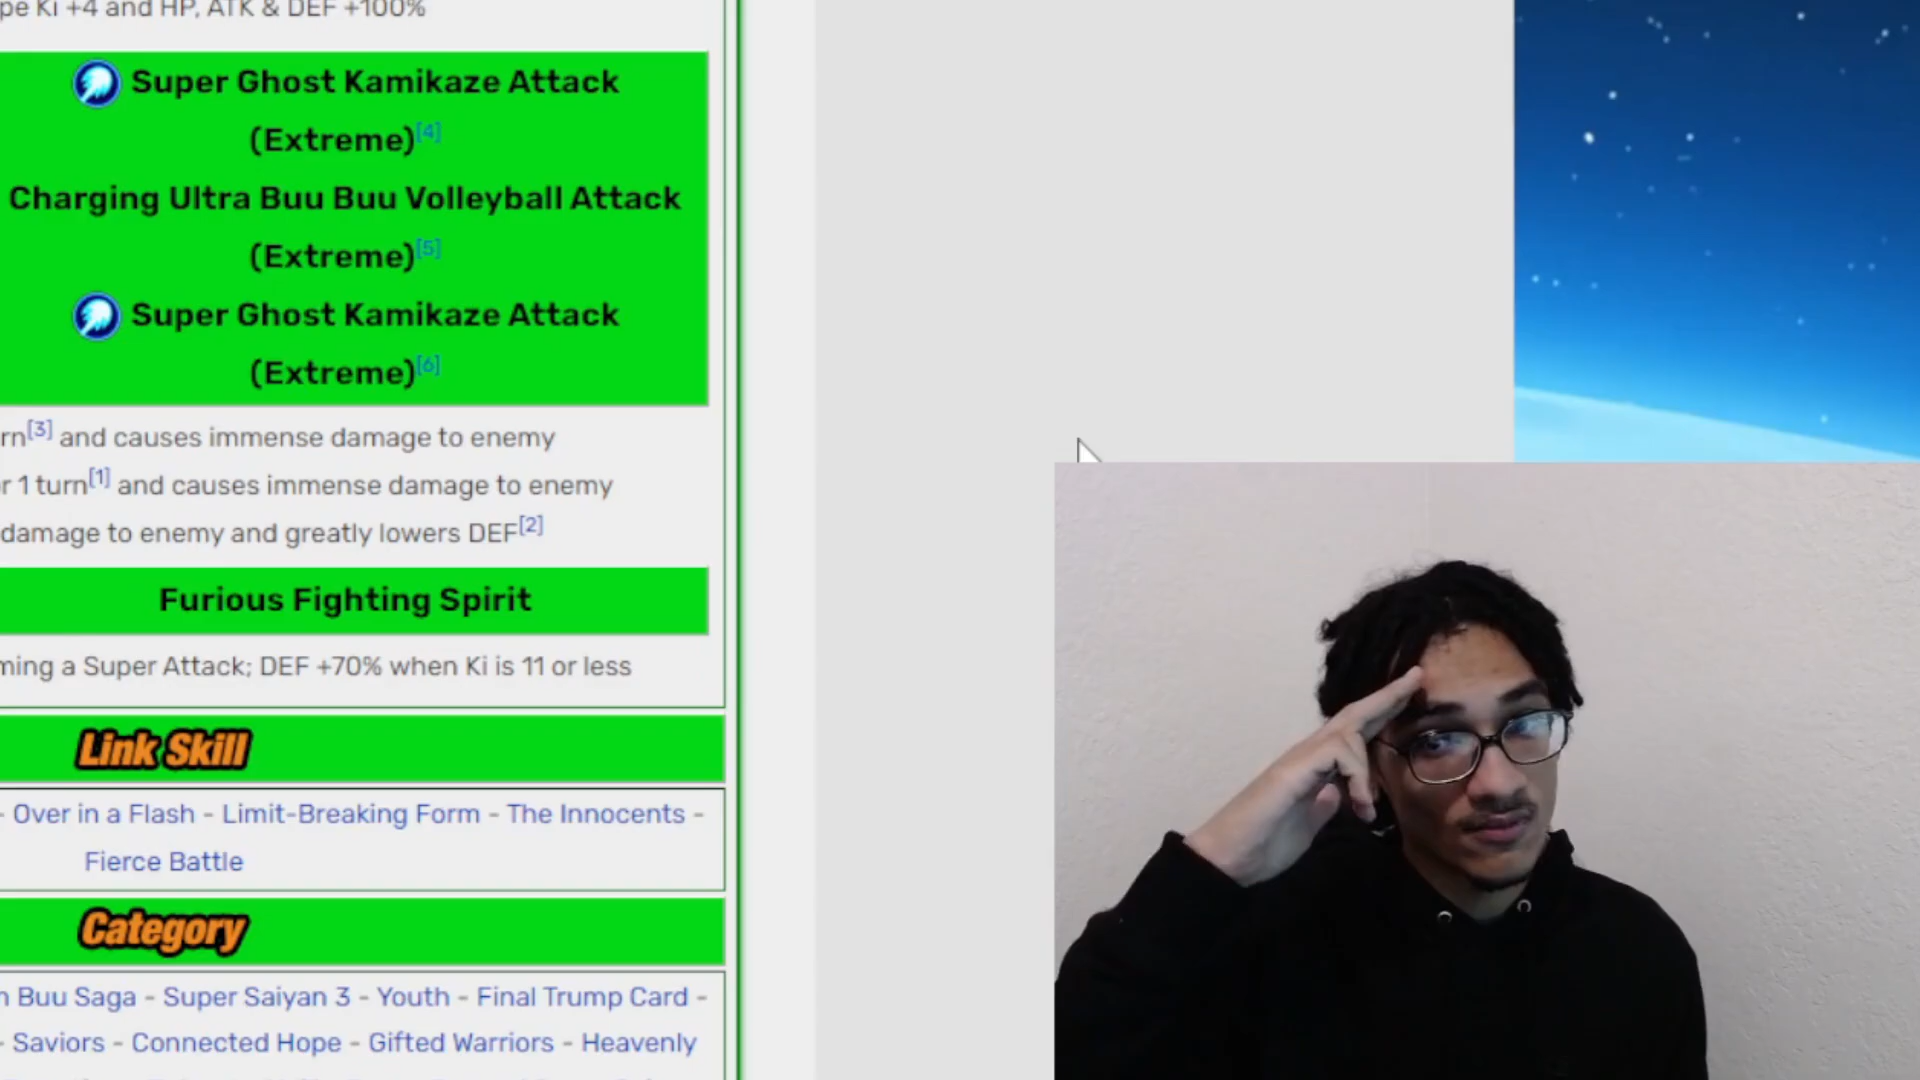 pe Ki +4 and HP, ATK & DEF +100%
Super Ghost Kamikaze Attack
(Extreme)[4]
Charging Ultra Buu Buu Volleyball Attack
(Extreme)[5]
Super Ghost Kamikaze Attack
(Extreme)[6]
rn[3] and causes immense damage to enemy
r 1 turn[1] and causes immense damage to enemy
damage to enemy and greatly lowers DEF[2]
Furious Fighting Spirit
ming a Super Attack; DEF +70% when Ki is 11 or less
Link Skill
- Over in a Flash - Limit-Breaking Form - The Innocents -
Fierce Battle
Category
n Buu Saga - Super Saiyan 3 - Youth - Final Trump Card -
- Saviors - Connected Hope - Gifted Warriors - Heavenly